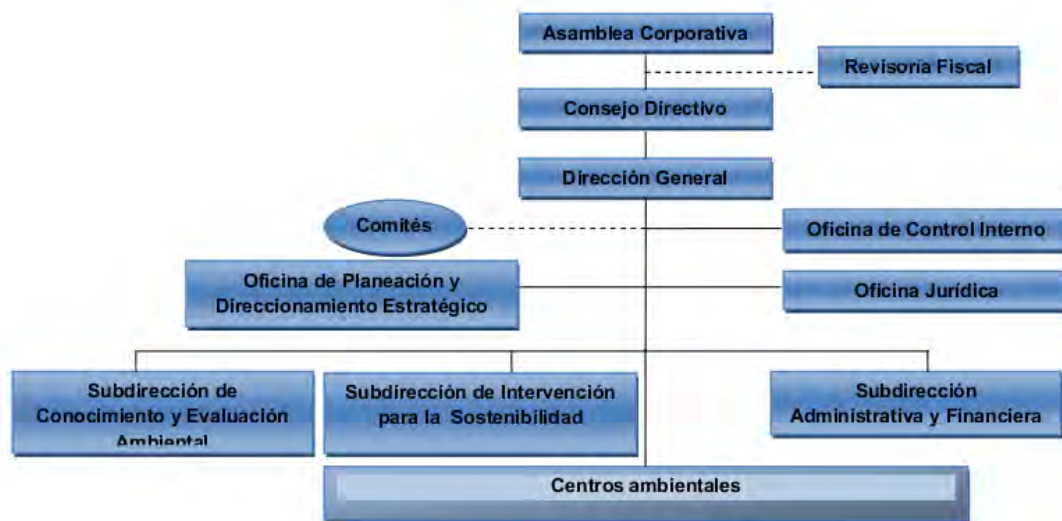 Asamblea Corporativa
Revisoría Fiscal
Consejo Directivo
Dirección General
Comités
Oficina de Control Interno
Oficina de Planeación y
Direccionamiento Estratégico
Oficina Jurídica
Subdirección de
Conocimiento y Evaluación
Ambiental
Subdirección de Intervención
para la Sostenibilidad
Subdirección
Administrativa y Financiera
Centros ambientales